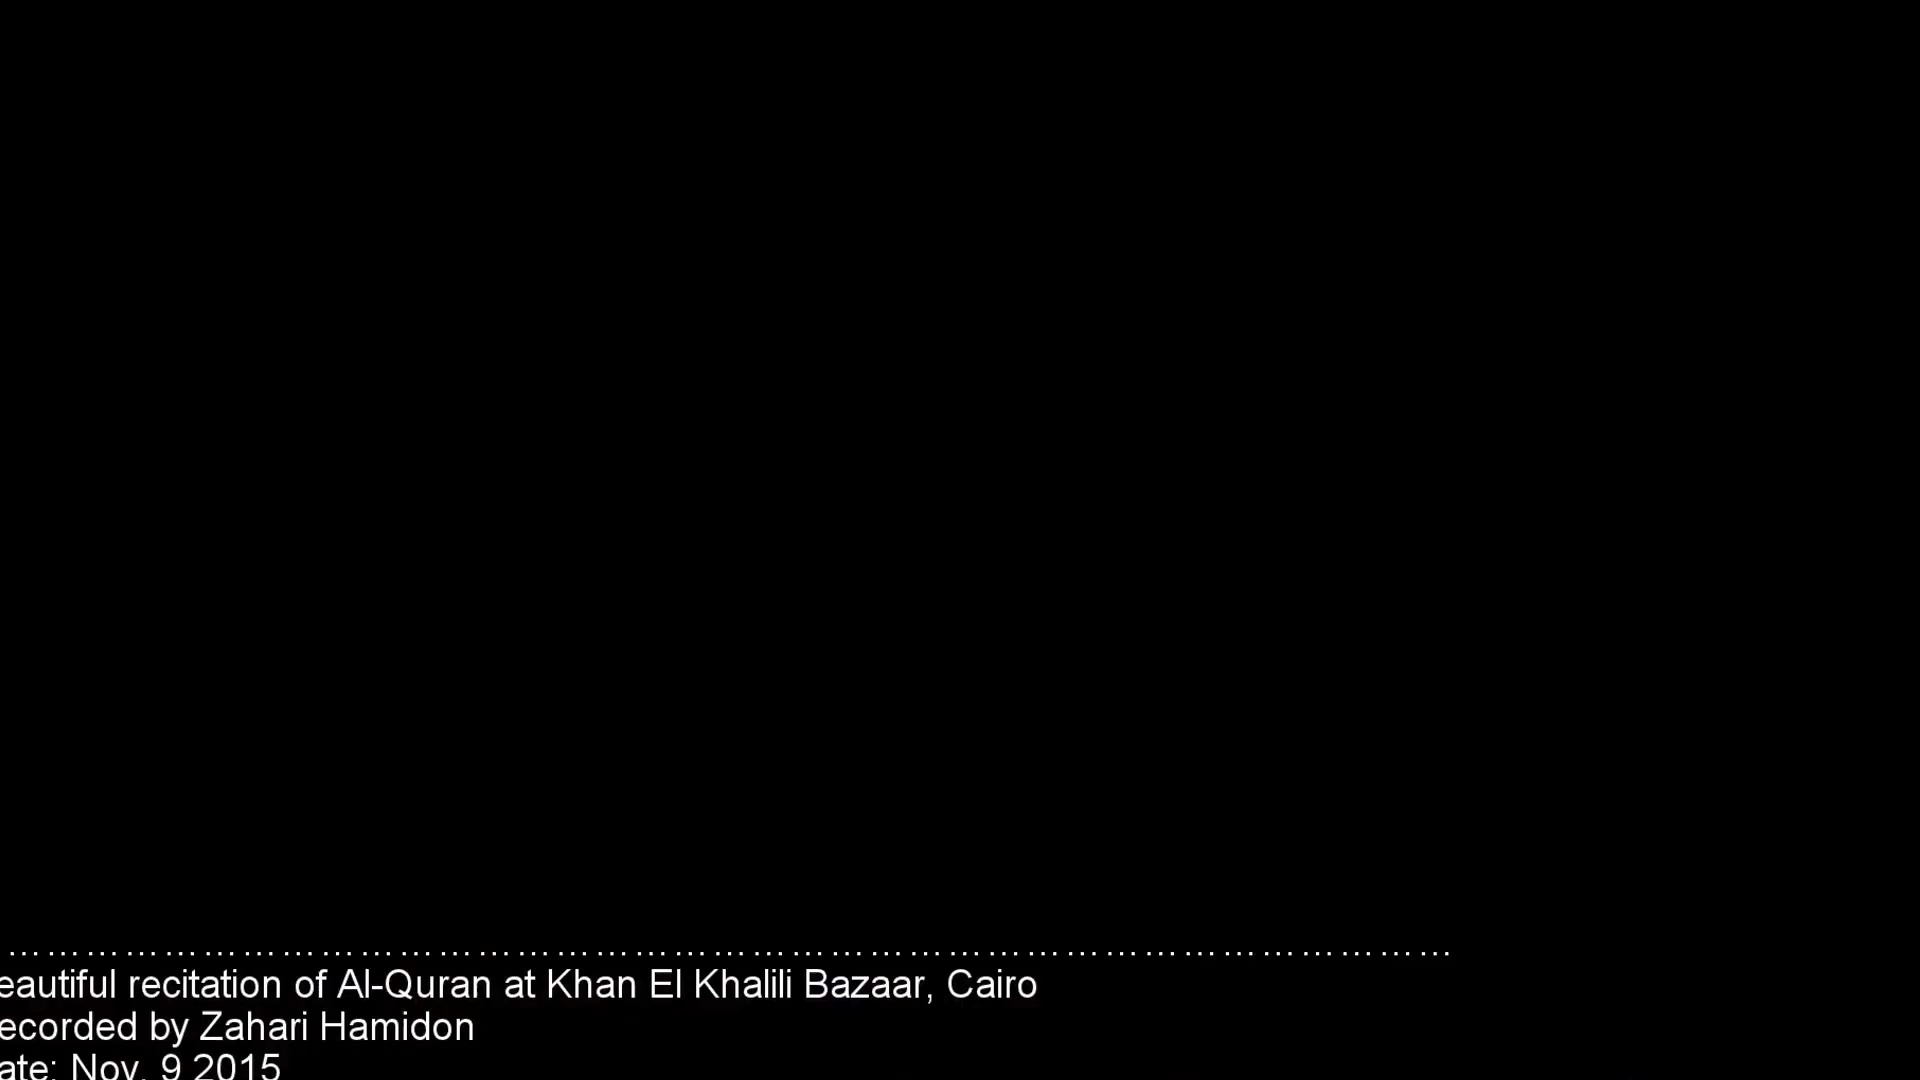 …………………………………………………………………………………………………………
eautiful recitation of Al-Quran at Khan El Khalili Bazaar, Cairo
ecorded by Zahari Hamidon
ate: Nov. 9 2015